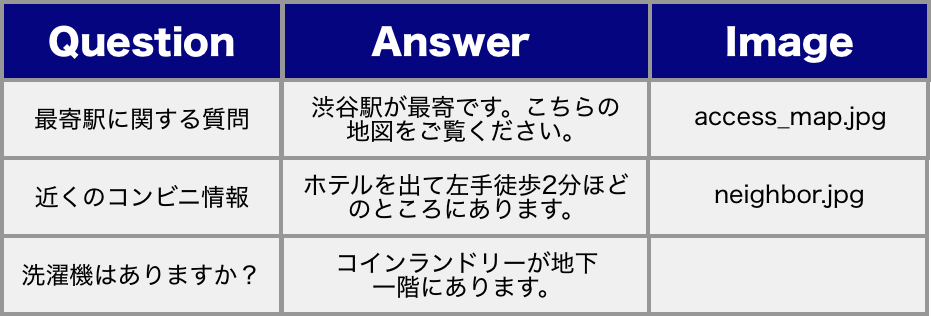 Question Answer Image
最寄駅に関する質問
渋谷駅が最寄です。こちらの
地図をご覧ください。
access_map.jpg
近くのコンビニ情報
ホテルを出て左手徒歩2分ほど
のところにあります。
neighbor.jpg
洗濯機はありますか？
コインランドリーが地下
一階にあります。